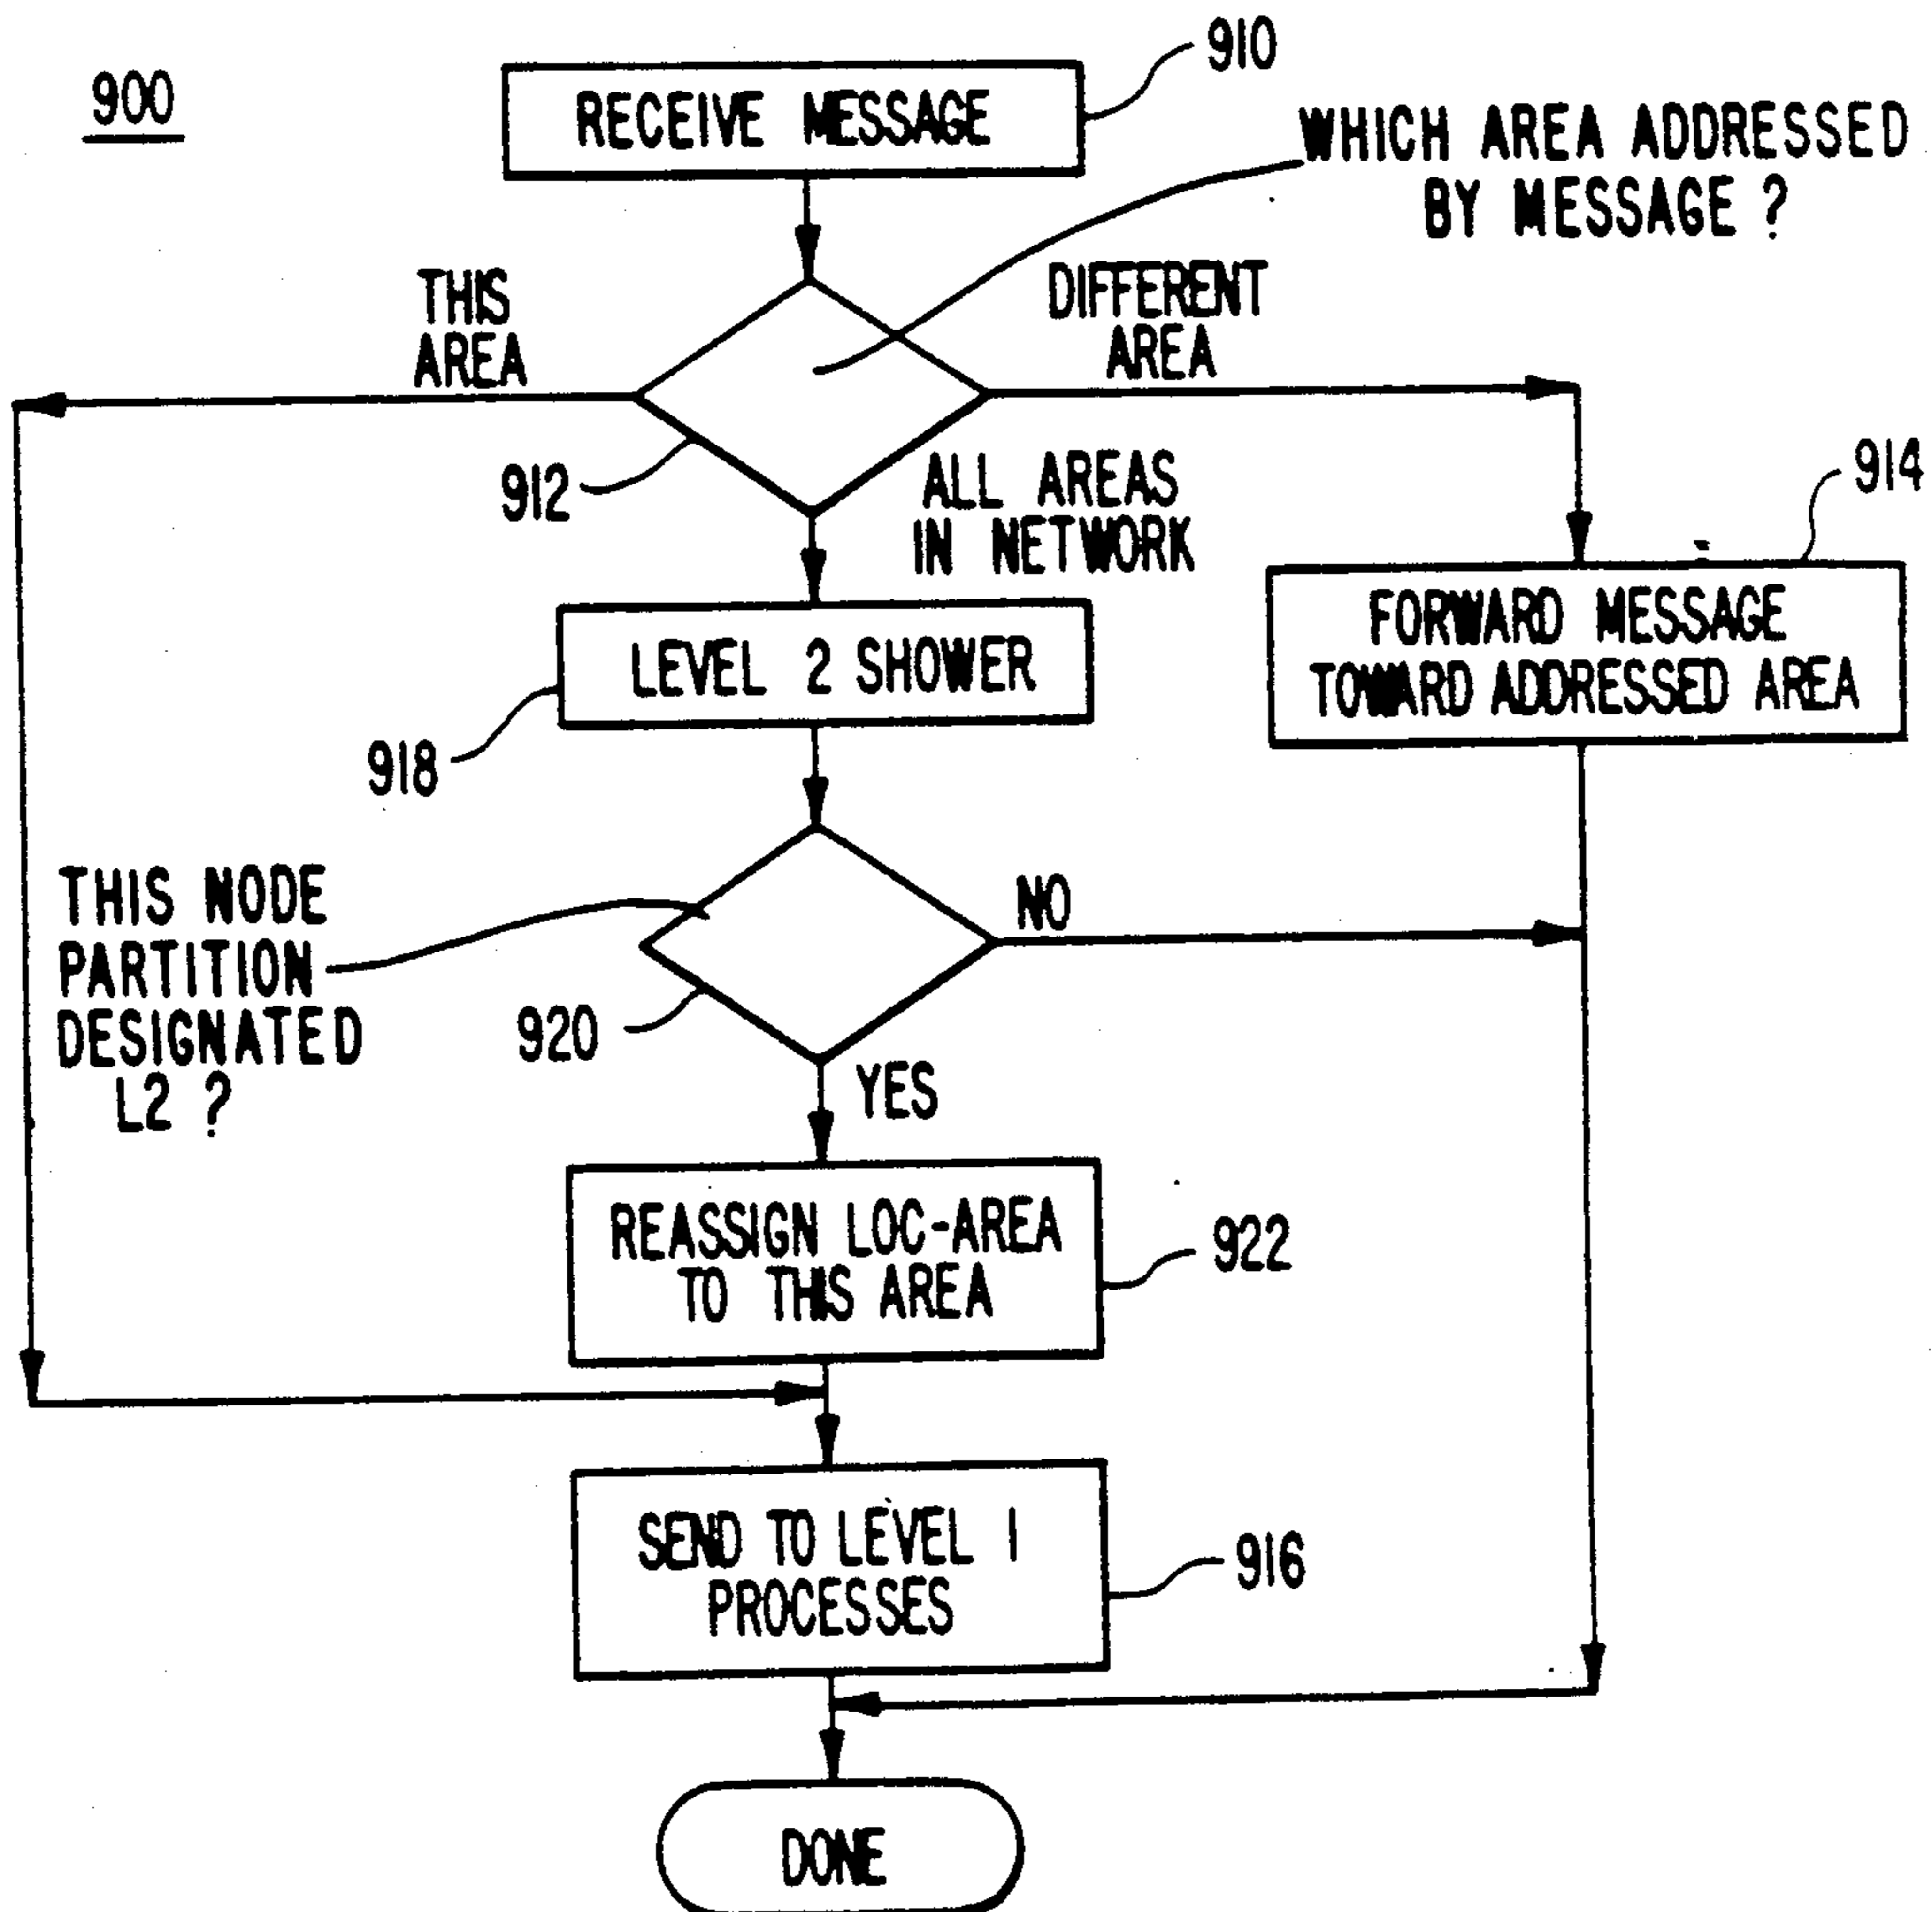 900
RECEIVE MESSAGE
910
WHICH AREA ADDRESSED
BY MESSAGE ?
THIS
AREA
DIFFERENT
AREA
912
ALL AREAS
IN NETWORK
914
FORWARD MESSAGE
TOWARD ADDRESSED AREA
LEVEL 2 SHOWER
918
THIS NODE
PARTITION
DESIGNATED
L2 ?
NO
920
YES
REASSIGN LOC-AREA
TO THIS AREA
922
SEND TO LEVEL 1
PROCESSES
916
DONE